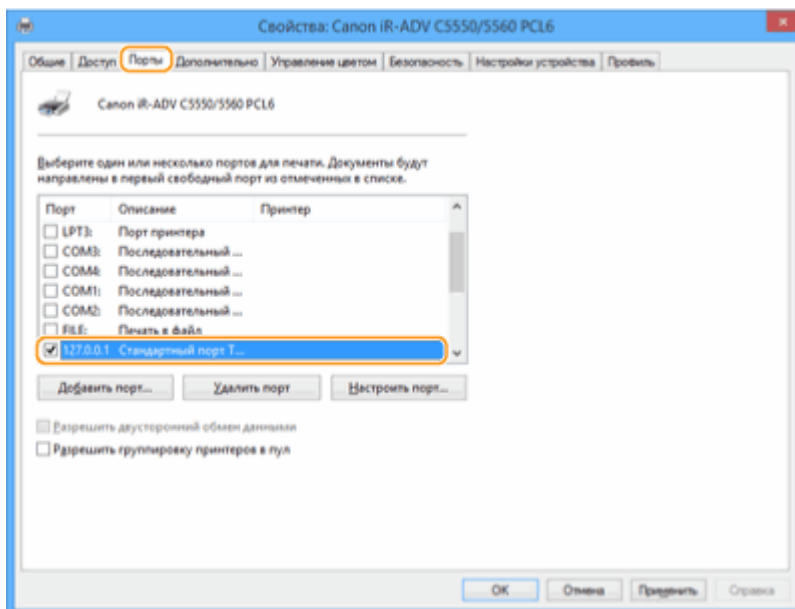 Свойства: Canon iR-ADV C5550/5560 PCL6
Общие Доступ Порты Дополнительно Управление цветом Безопасность Настройки устройства Профиль
Canon iR-ADV C5550/5560 PCL6
Выберите один или несколько портов для печати. Документы будут
направлены в первый свободный порт из отмеченных в списке.
Порт Описание Принтер
LPT3: Порт принтера
COM3: Последовательный ...
COM4: Последовательный ...
COM1: Последовательный ...
COM2: Последовательный ...
FILE: Печать в файл
127.0.0.1 Стандартный порт T...
Добавить порт... Удалить порт Настроить порт...
Разрешить двусторонний обмен данными
Разрешить группировку принтеров в пул
OK Отмена Применить Справка